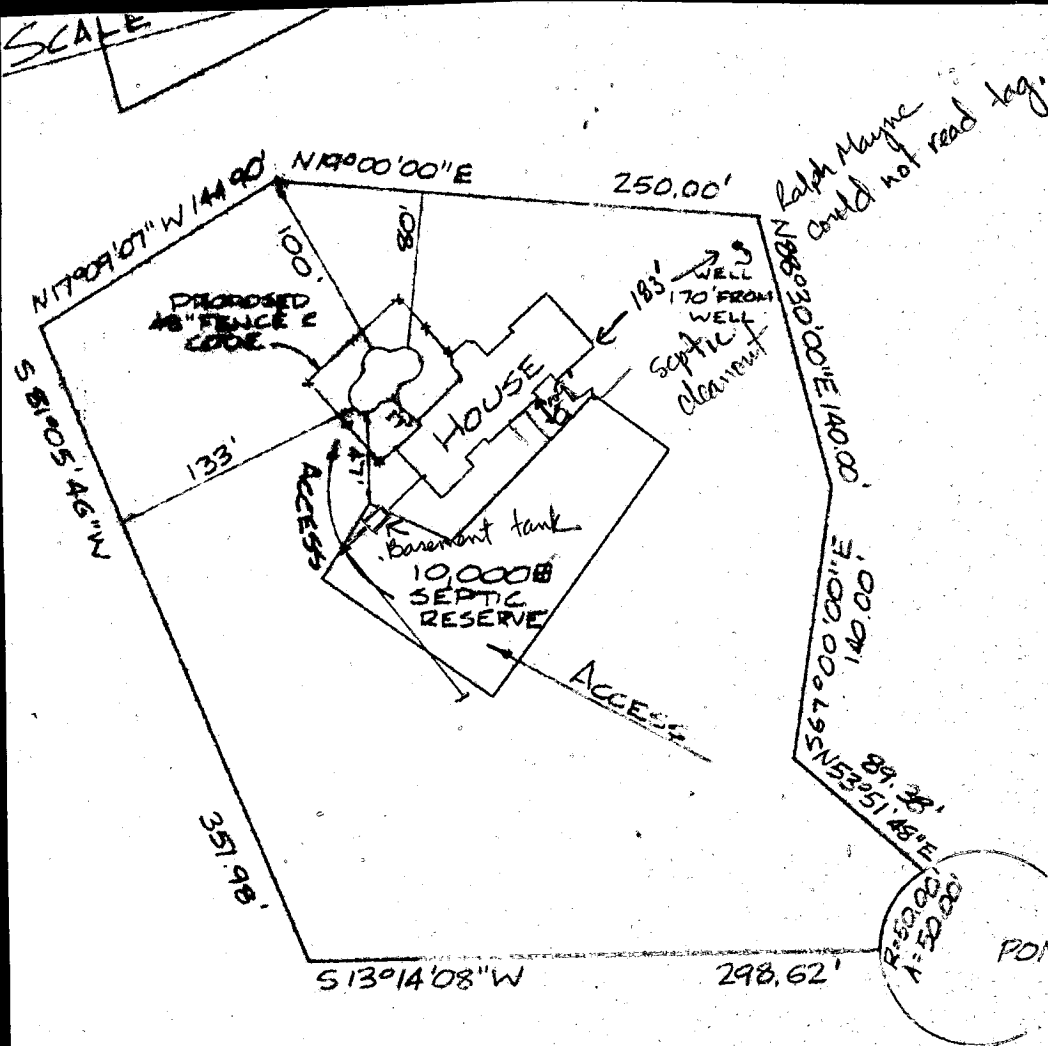 SCALE
N19°00'00"E
250.00'
Ralph Mayne
could not read tag.
N17°09'07"W 144.90'
100'
80'
183'
WELL
170' FROM
WELL
Septic
cleanout
N88°30'00"E 140.00'
PROPOSED
48" FENCE C
CODE
HOUSE
S81°05'46"W
133'
47'
ACCESS
Basement tank
10,000
SEPTIC
RESERVE
ACCESS
S67°00'00"E
140.00'
89.38'
N53°51'48"E
351.98'
R=50.00'
A=50.00'
S13°14'08"W
298.62'